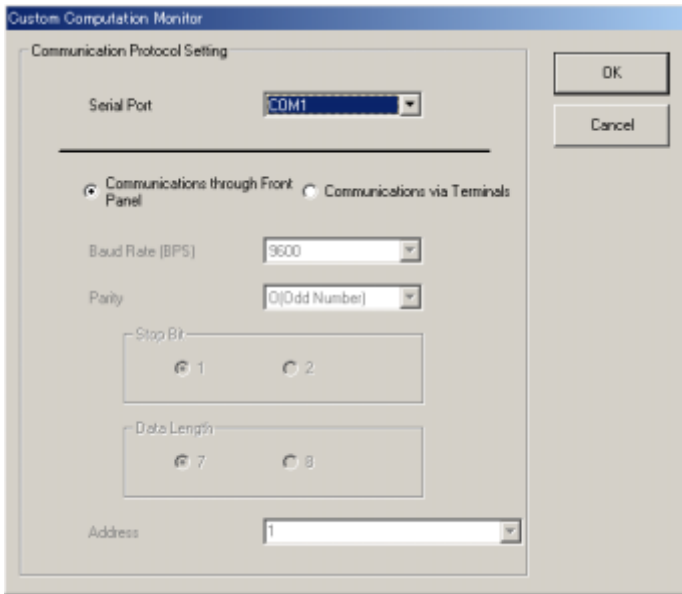 Custom Computation Monitor
Communication Protocol Setting
OK
Serial Port COM1
Cancel
Communications through Front
Panel
Communications via Terminals
Baud Rate (BPS) 9600
Parity O(Odd Number)
Stop Bit
1 2
Data Length
7 8
Address 1